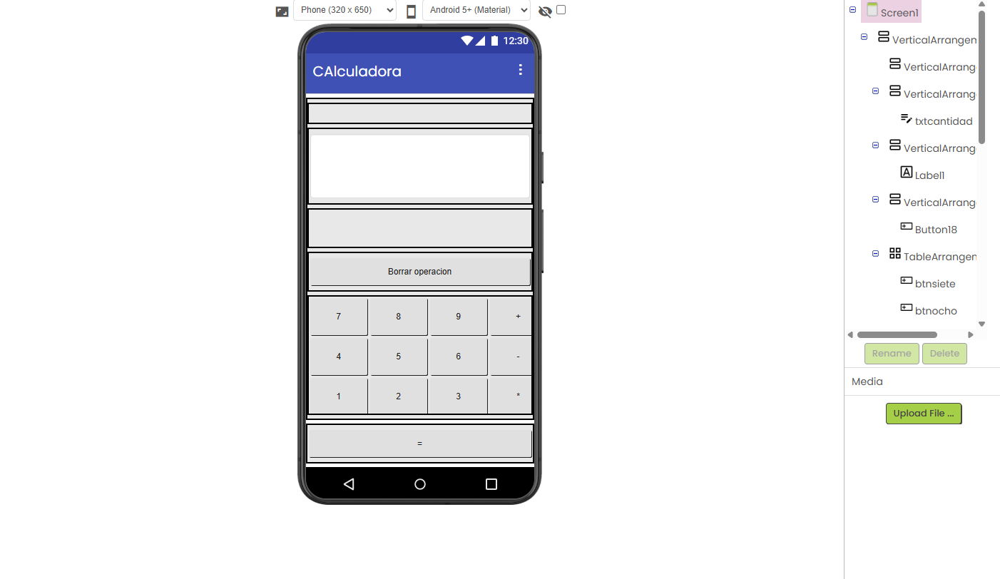 Phone (320 x 650)
Android 5+ (Material)
12:30
CAlculadora
Borrar operacion
7 8 9 +
4 5 6 -
1 2 3 *
=
Screen1
VerticalArrangen
VerticalArrang
VerticalArrang
txtcantidad
VerticalArrang
Label1
VerticalArrang
Button18
TableArrangen
btnsiete
btnocho
Rename Delete
Media
Upload File ...